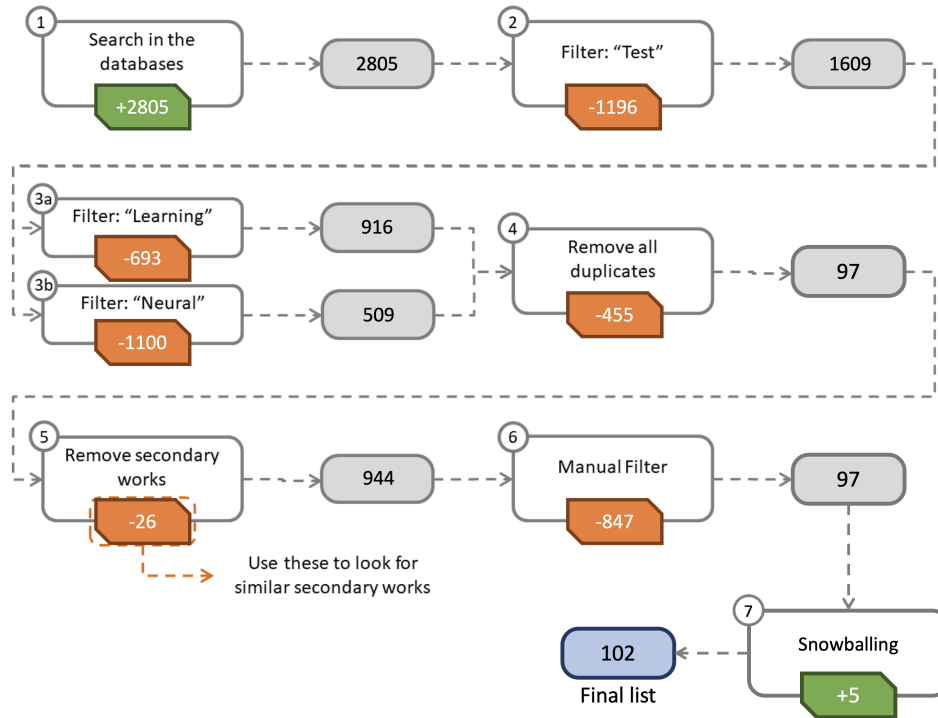 1
Search in the
databases
+2805
2805
2
Filter: “Test”
-1196
1609
3a
Filter: “Learning”
-693
916
3b
Filter: “Neural”
-1100
509
4
Remove all
duplicates
-455
97
5
Remove secondary
works
-26
Use these to look for
similar secondary works
944
6
Manual Filter
-847
97
7
Snowballing
+5
102
Final list